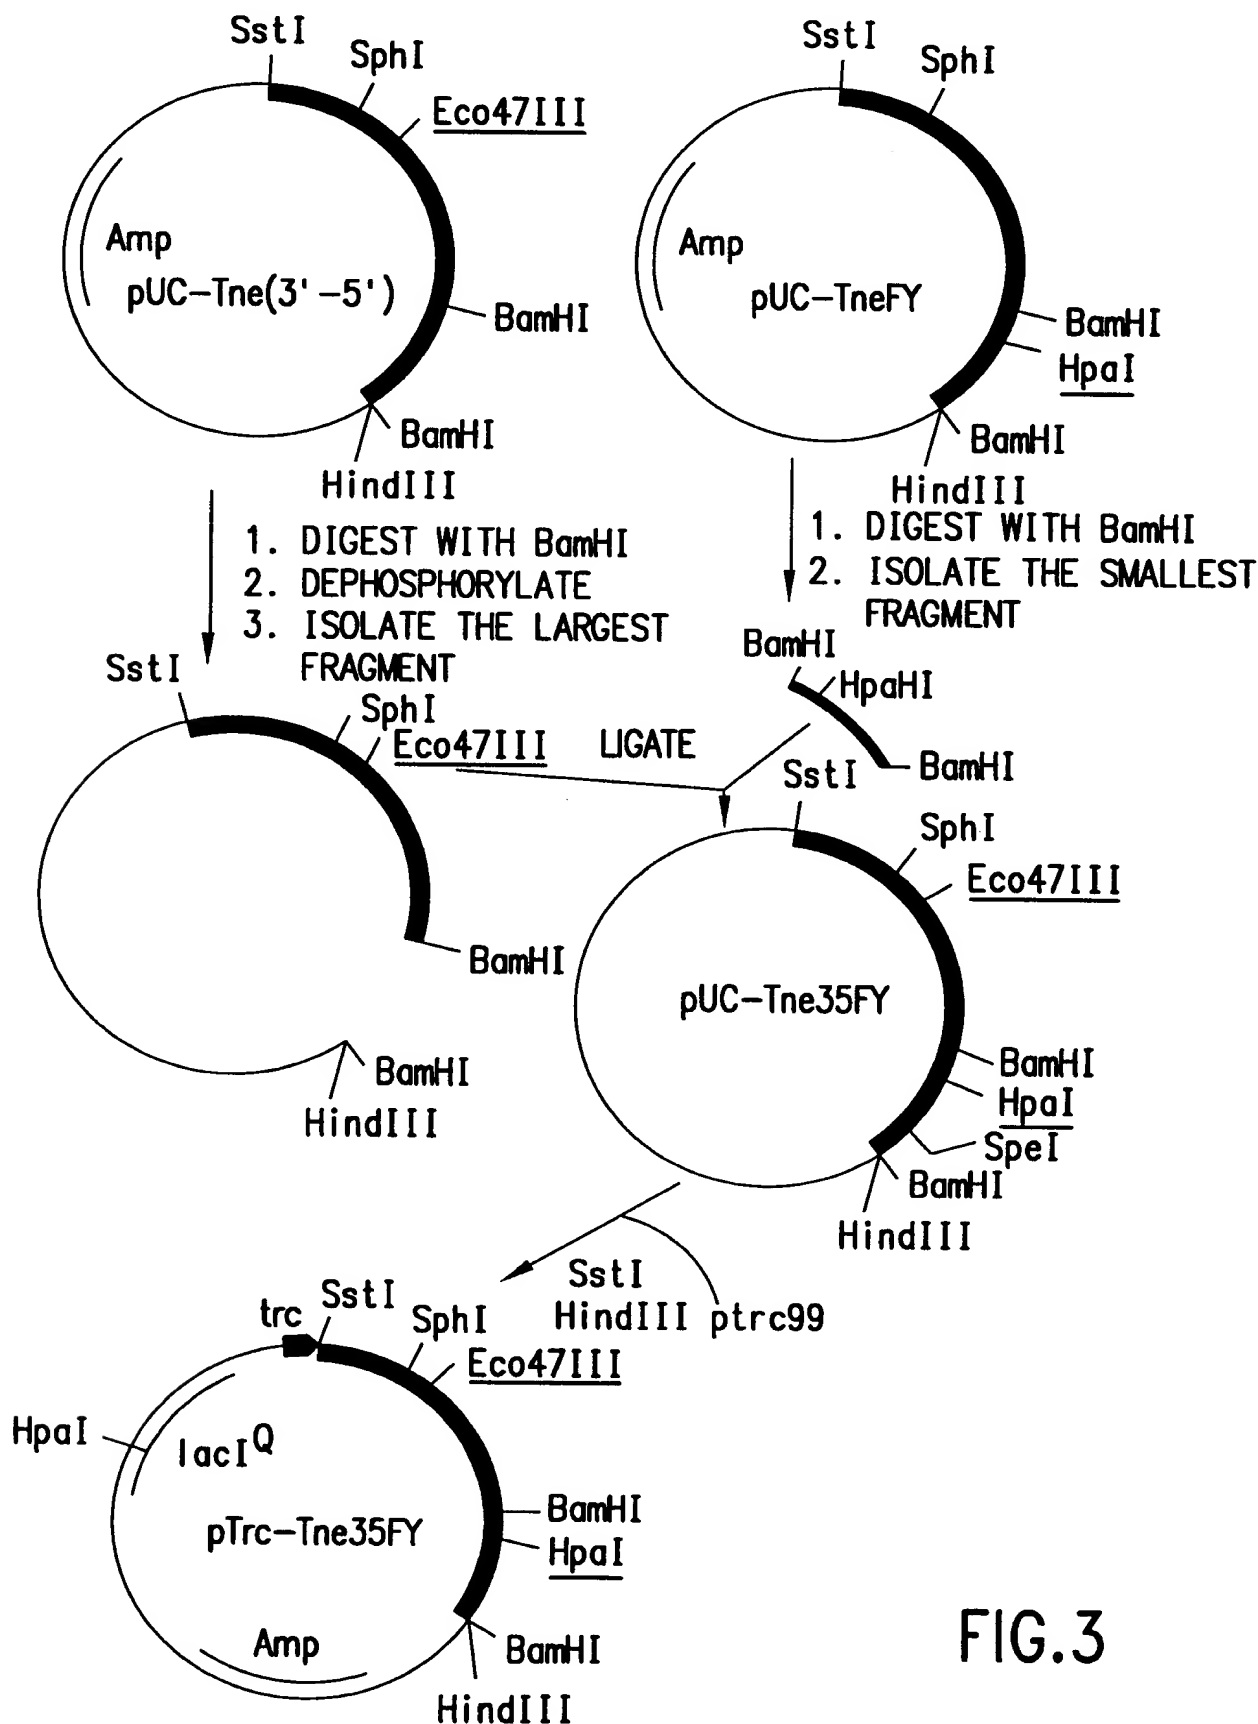 SstI
SphI
Eco47III
Amp
pUC-Tne(3'-5')
BamHI
BamHI
HindIII
SstI
SphI
Amp
pUC-TneFY
BamHI
HpaI
BamHI
HindIII
1. DIGEST WITH BamHI
2. DEPHOSPHORYLATE
3. ISOLATE THE LARGEST
FRAGMENT
1. DIGEST WITH BamHI
2. ISOLATE THE SMALLEST
FRAGMENT
SstI
SphI
Eco47III
BamHI
BamHI
HindIII
LIGATE
BamHI
HpaHI
BamHI
SstI
SphI
Eco47III
pUC-Tne35FY
BamHI
HpaI
SpeI
BamHI
HindIII
SstI
HindIII ptrc99
trc
SstI
SphI
Eco47III
HpaI
lacI^Q
pTrc-Tne35FY
BamHI
HpaI
Amp
BamHI
HindIII
FIG.3